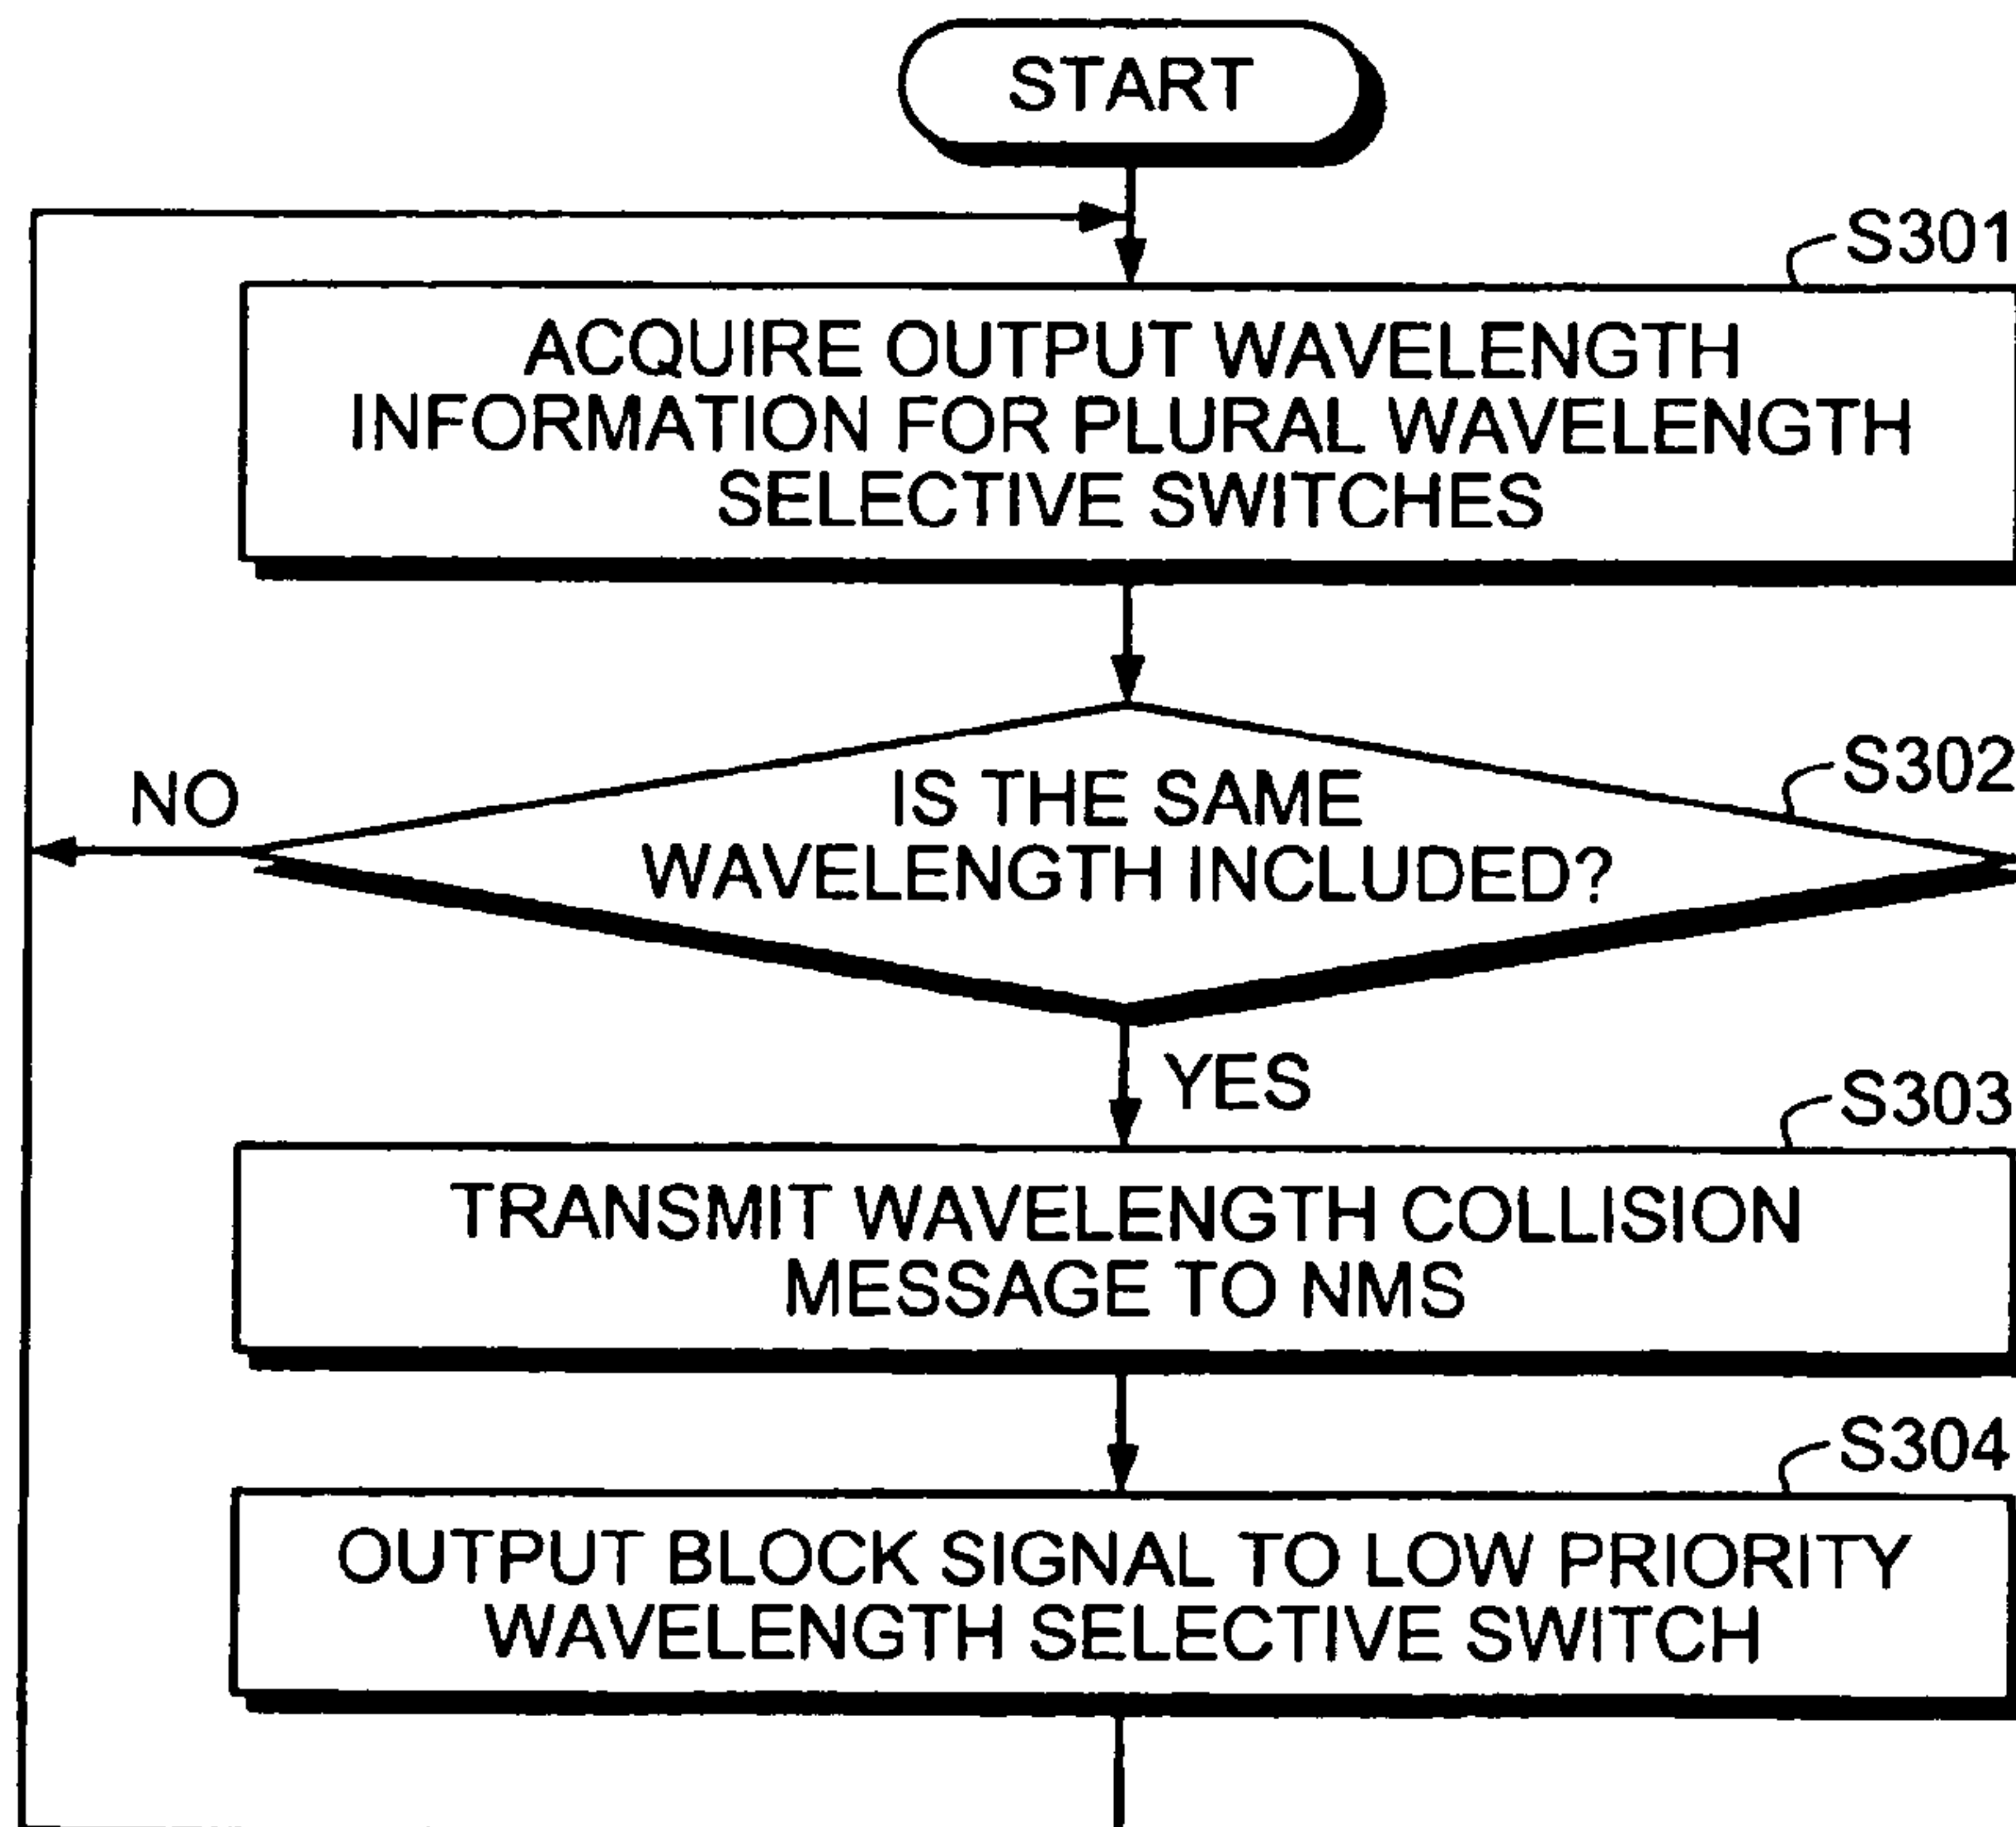 START
S301
ACQUIRE OUTPUT WAVELENGTH
INFORMATION FOR PLURAL WAVELENGTH
SELECTIVE SWITCHES
S302
NO
IS THE SAME
WAVELENGTH INCLUDED?
YES
S303
TRANSMIT WAVELENGTH COLLISION
MESSAGE TO NMS
S304
OUTPUT BLOCK SIGNAL TO LOW PRIORITY
WAVELENGTH SELECTIVE SWITCH